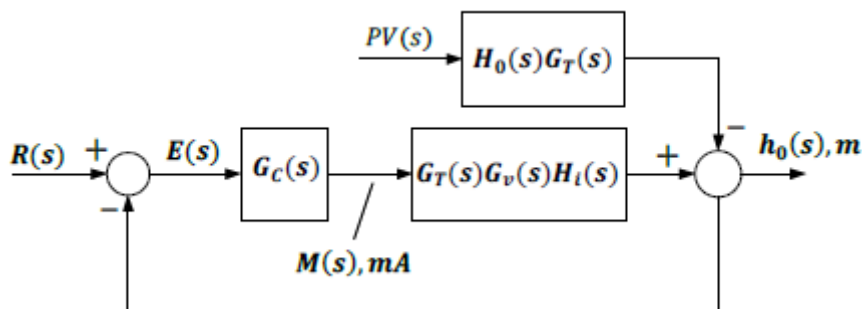 PV(s)
H₀(s)G_T(s)
−
R(s)
+
−
E(s)
G_C(s)
M(s), mA
G_T(s)G_v(s)H_i(s)
+
h₀(s), m